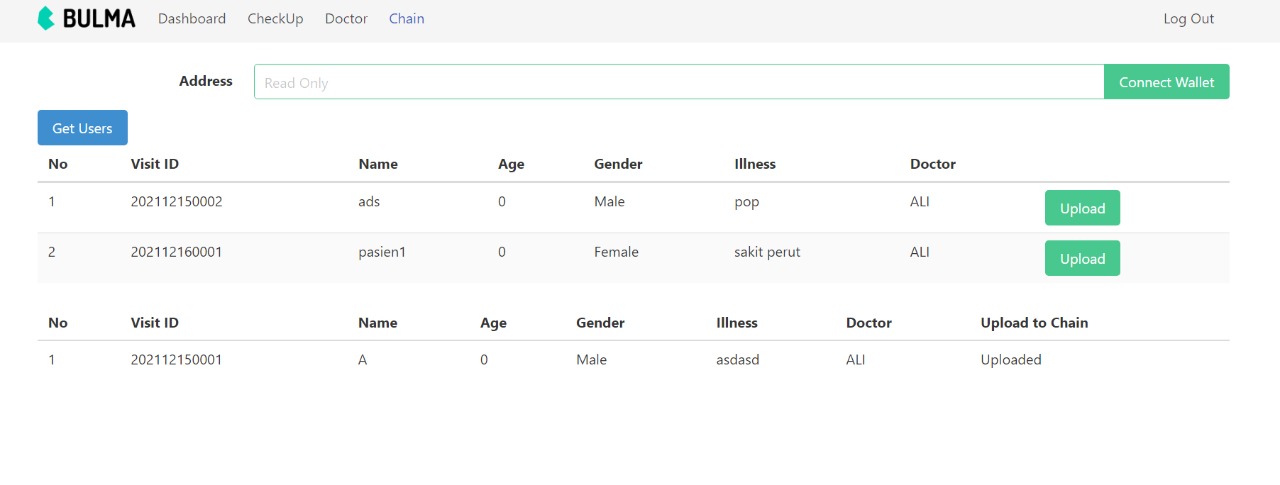 BULMA Dashboard CheckUp Doctor Chain Log Out
Address Read Only Connect Wallet
Get Users
No Visit ID Name Age Gender Illness Doctor
1 202112150002 ads 0 Male pop ALI Upload
2 202112160001 pasien1 0 Female sakit perut ALI Upload
No Visit ID Name Age Gender Illness Doctor Upload to Chain
1 202112150001 A 0 Male asdasd ALI Uploaded